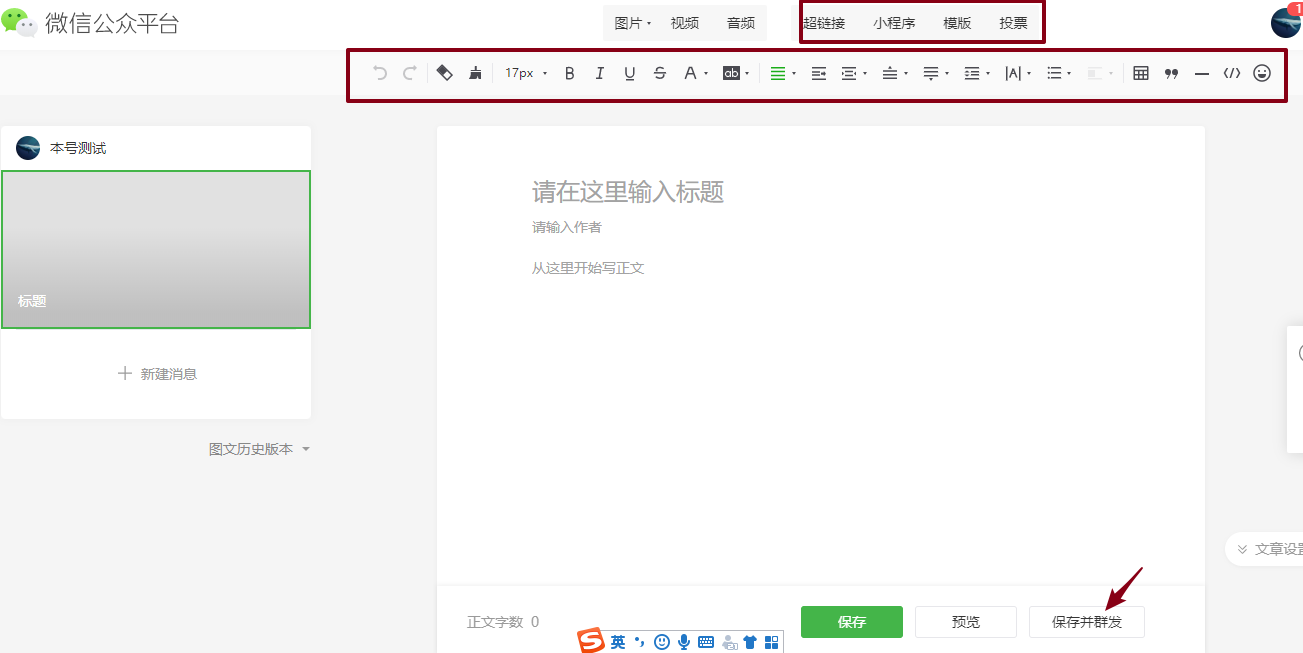 微信公众平台
图片 视频 音频 超链接 小程序 模版 投票
1
17px B I U S A ab A
本号测试
标题
新建消息
图文历史版本
请在这里输入标题
请输入作者
从这里开始写正文
文章设置
正文字数 0
保存 预览 保存并群发
S 英